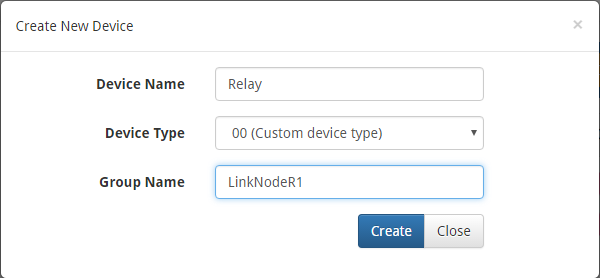 Create New Device ×
Device Name Relay
Device Type 00 (Custom device type)
Group Name LinkNodeR1
Create Close